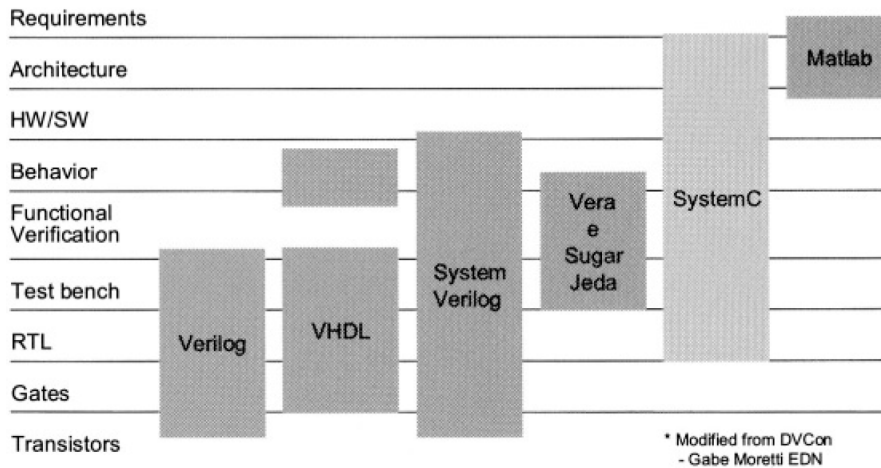 Requirements
Architecture
HW/SW
Behavior
Functional
Verification
Test bench
RTL
Gates
Transistors
Verilog
VHDL
System
Verilog
Vera
e
Sugar
Jeda
SystemC
Matlab
* Modified from DVCon
- Gabe Moretti EDN